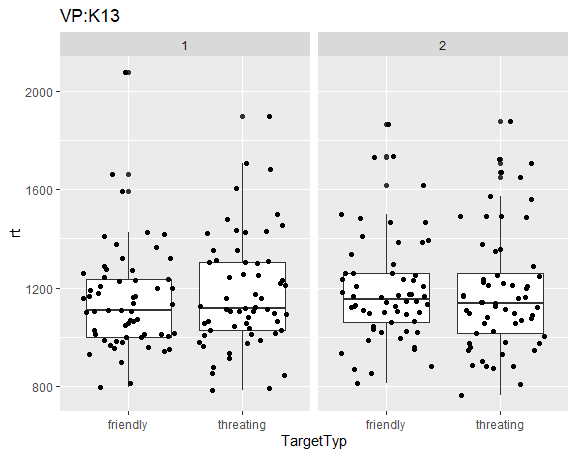 VP:K13
1
2
2000
1600
1200
800
rt
friendly
threating
friendly
threating
TargetTyp